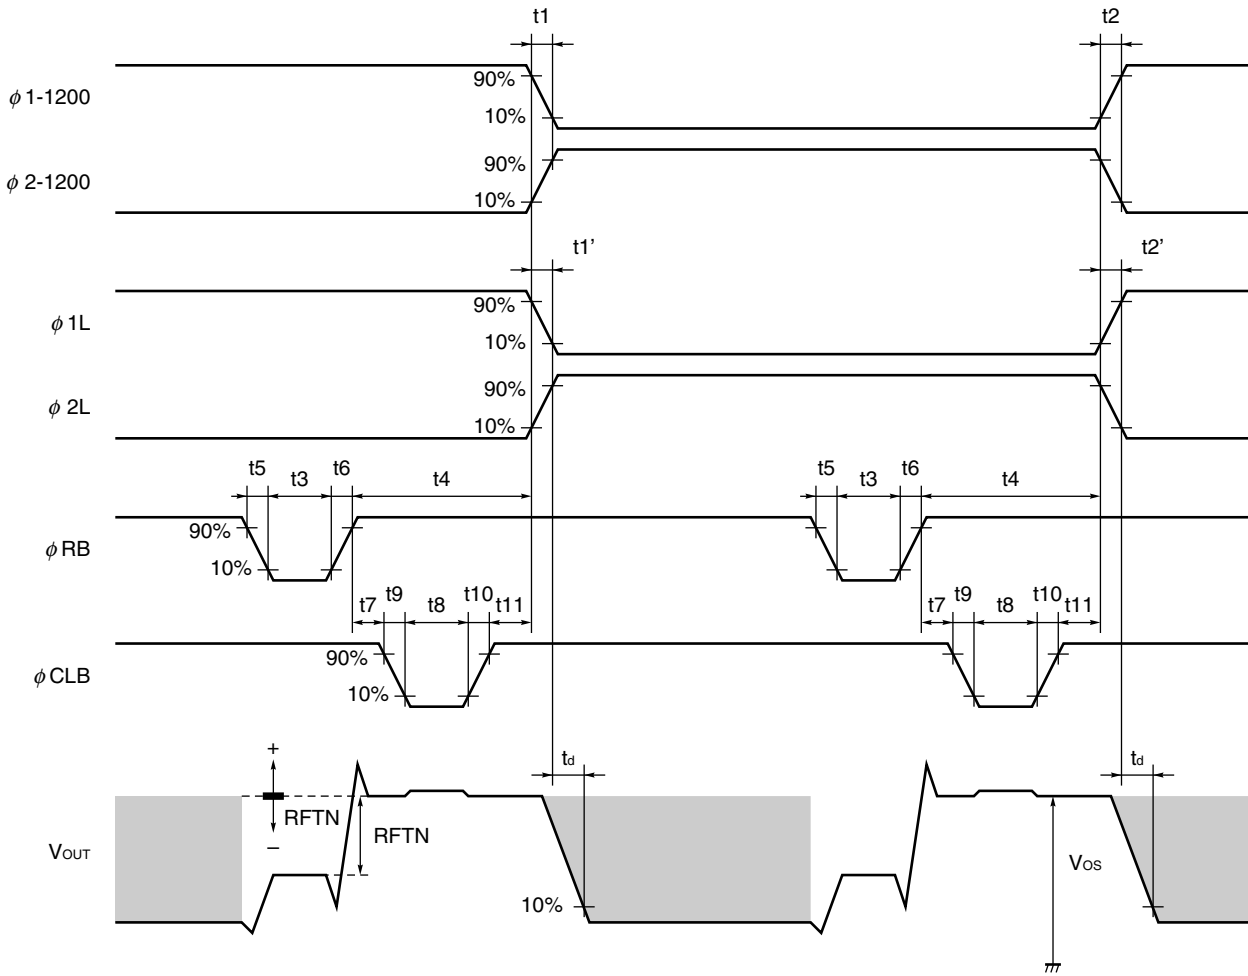 t1 t2
90%
ϕ 1-1200
10%
90%
ϕ 2-1200
10%
t1' t2'
90%
ϕ 1L
10%
90%
ϕ 2L
10%
t5 t3 t6 t4 t5 t3 t6 t4
90%
ϕ RB
10%
t7 t9 t8 t10 t11 t7 t9 t8 t10 t11
90%
ϕ CLB
10%
+ td td
RFTN
RFTN
−
VOUT VOS
10%